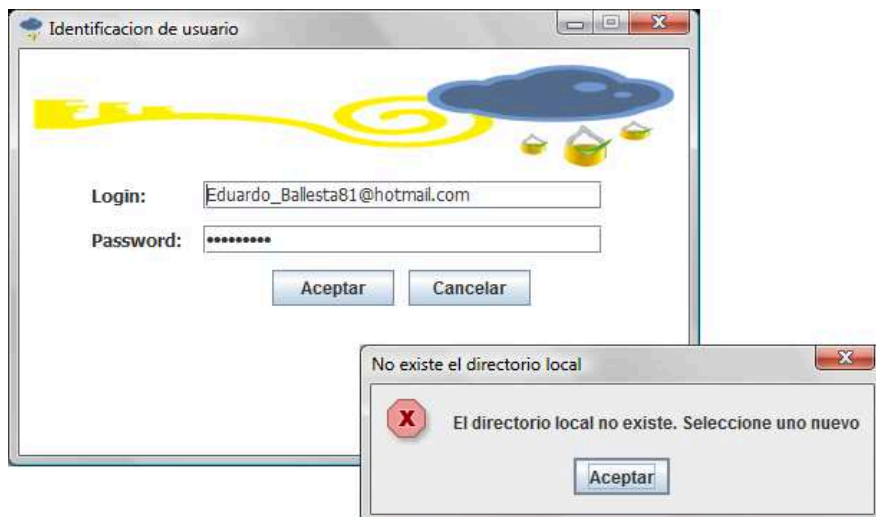 Identificacion de usuario
Login:
Eduardo_Ballesta81@hotmail.com
Password:
•••••••••
Aceptar
Cancelar
No existe el directorio local
El directorio local no existe. Seleccione uno nuevo
Aceptar